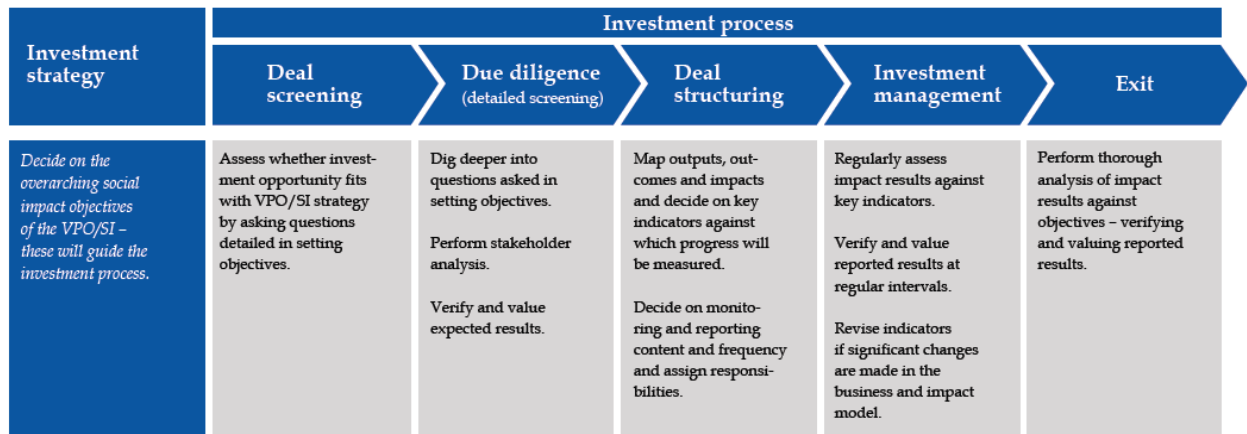 Investment
strategy
Investment process
Deal
screening
Due diligence
(detailed screening)
Deal
structuring
Investment
management
Exit
Decide on the
overarching social
impact objectives
of the VPO/SI –
these will guide the
investment process.
Assess whether invest-
ment opportunity fits
with VPO/SI strategy
by asking questions
detailed in setting
objectives.
Dig deeper into
questions asked in
setting objectives.
Perform stakeholder
analysis.
Verify and value
expected results.
Map outputs, out-
comes and impacts
and decide on key
indicators against
which progress will
be measured.
Decide on monito-
ring and reporting
content and frequency
and assign responsi-
bilities.
Regularly assess
impact results against
key indicators.
Verify and value
reported results at
regular intervals.
Revise indicators
if significant changes
are made in the
business and impact
model.
Perform thorough
analysis of impact
results against
objectives – verifying
and valuing reported
results.